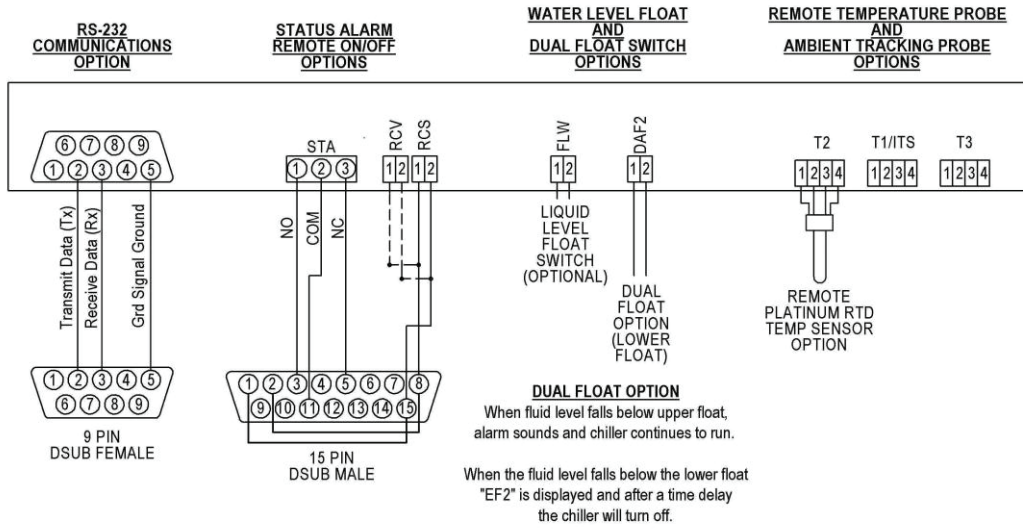 RS-232
COMMUNICATIONS
OPTION
STATUS ALARM
REMOTE ON/OFF
OPTIONS
WATER LEVEL FLOAT
AND
DUAL FLOAT SWITCH
OPTIONS
REMOTE TEMPERATURE PROBE
AND
AMBIENT TRACKING PROBE
OPTIONS
6 7 8 9
1 2 3 4 5
STA
1 2 3
RCV
1 2
RCS
1 2
FLW
1 2
DAF2
1 2
T2
1 2 3 4
T1/ITS
1 2 3 4
T3
1 2 3 4
Transmit Data (Tx)
Receive Data (Rx)
Grd Signal Ground
NO
COM
NC
LIQUID
LEVEL
FLOAT
SWITCH
(OPTIONAL)
DUAL
FLOAT
OPTION
(LOWER
FLOAT)
REMOTE
PLATINUM RTD
TEMP SENSOR
OPTION
1 2 3 4 5
6 7 8 9
9 PIN
DSUB FEMALE
1 2 3 4 5 6 7 8
9 10 11 12 13 14 15
15 PIN
DSUB MALE
DUAL FLOAT OPTION
When fluid level falls below upper float,
alarm sounds and chiller continues to run.
When the fluid level falls below the lower float
"EF2" is displayed and after a time delay
the chiller will turn off.